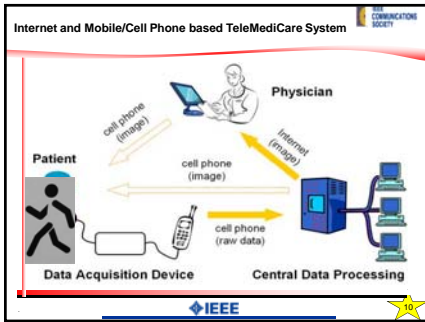 Internet and Mobile/Cell Phone based TeleMediCare System
IEEE
COMMUNICATIONS
SOCIETY
Physician
cell phone
(image)
Internet
(image)
Patient
cell phone
(image)
cell phone
(raw data)
Data Acquisition Device
Central Data Processing
IEEE
10